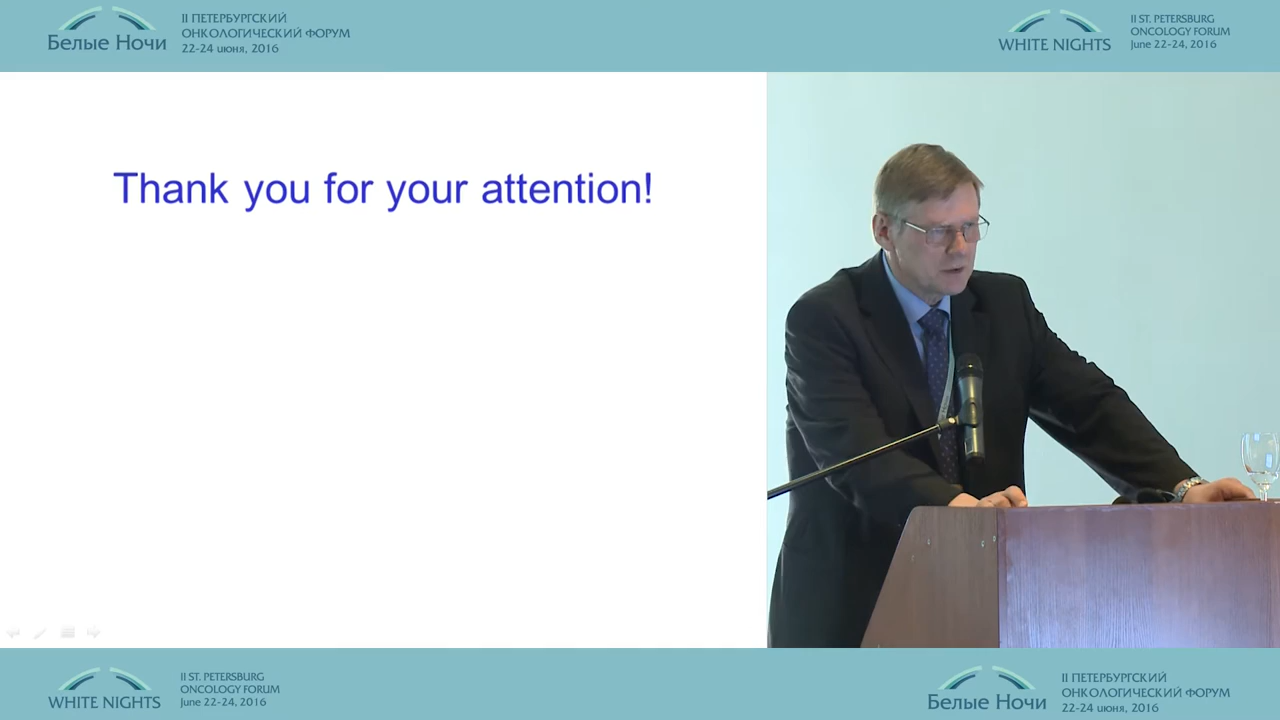 Белые Ночи
II ПЕТЕРБУРГСКИЙ
ОНКОЛОГИЧЕСКИЙ ФОРУМ
22-24 июня, 2016
WHITE NIGHTS
II ST. PETERSBURG
ONCOLOGY FORUM
June 22-24, 2016
Thank you for your attention!
WHITE NIGHTS
II ST. PETERSBURG
ONCOLOGY FORUM
June 22-24, 2016
Белые Ночи
II ПЕТЕРБУРГСКИЙ
ОНКОЛОГИЧЕСКИЙ ФОРУМ
22-24 июня, 2016